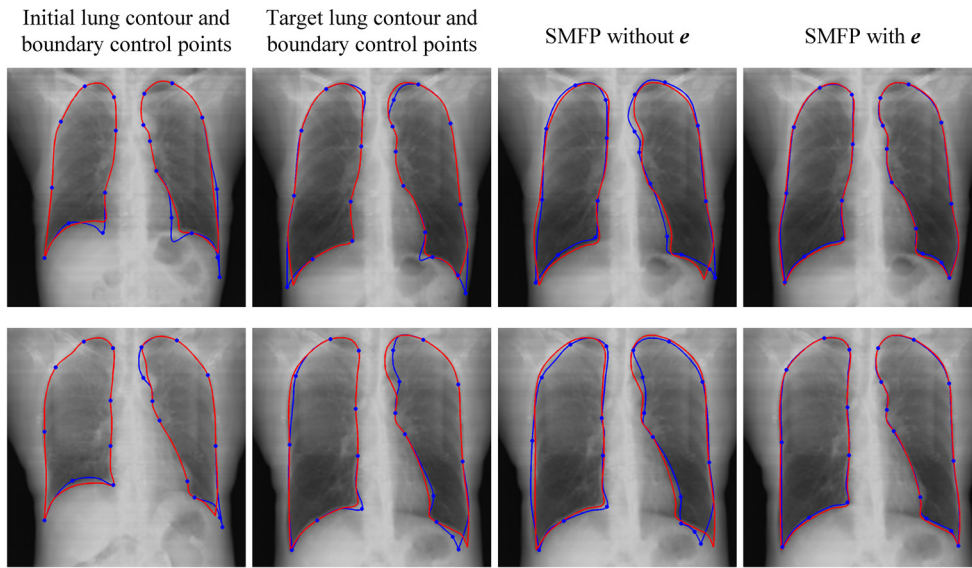 Initial lung contour and
boundary control points
Target lung contour and
boundary control points
SMFP without e
SMFP with e